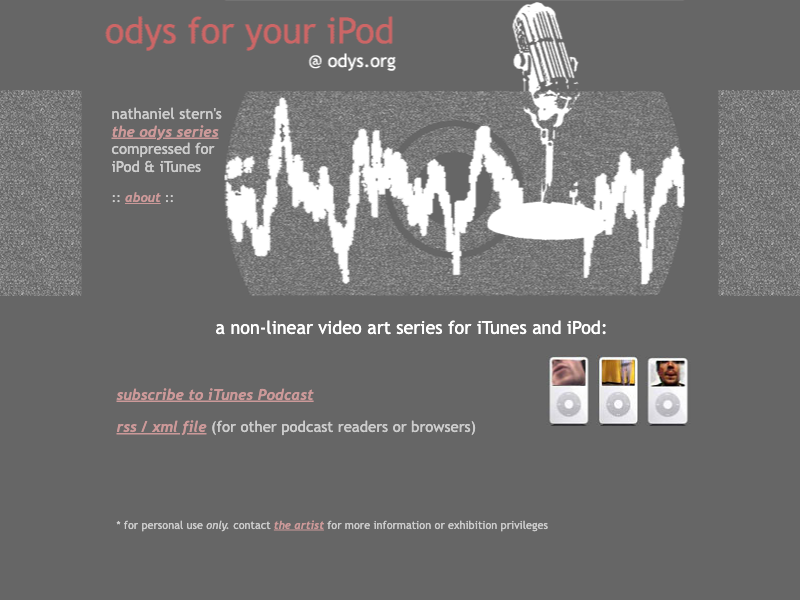 odys for your iPod
@ odys.org
nathaniel stern's
the odys series
compressed for
iPod & iTunes
:: about ::
a non-linear video art series for iTunes and iPod:
subscribe to iTunes Podcast
rss / xml file (for other podcast readers or browsers)
* for personal use only. contact the artist for more information or exhibition privileges